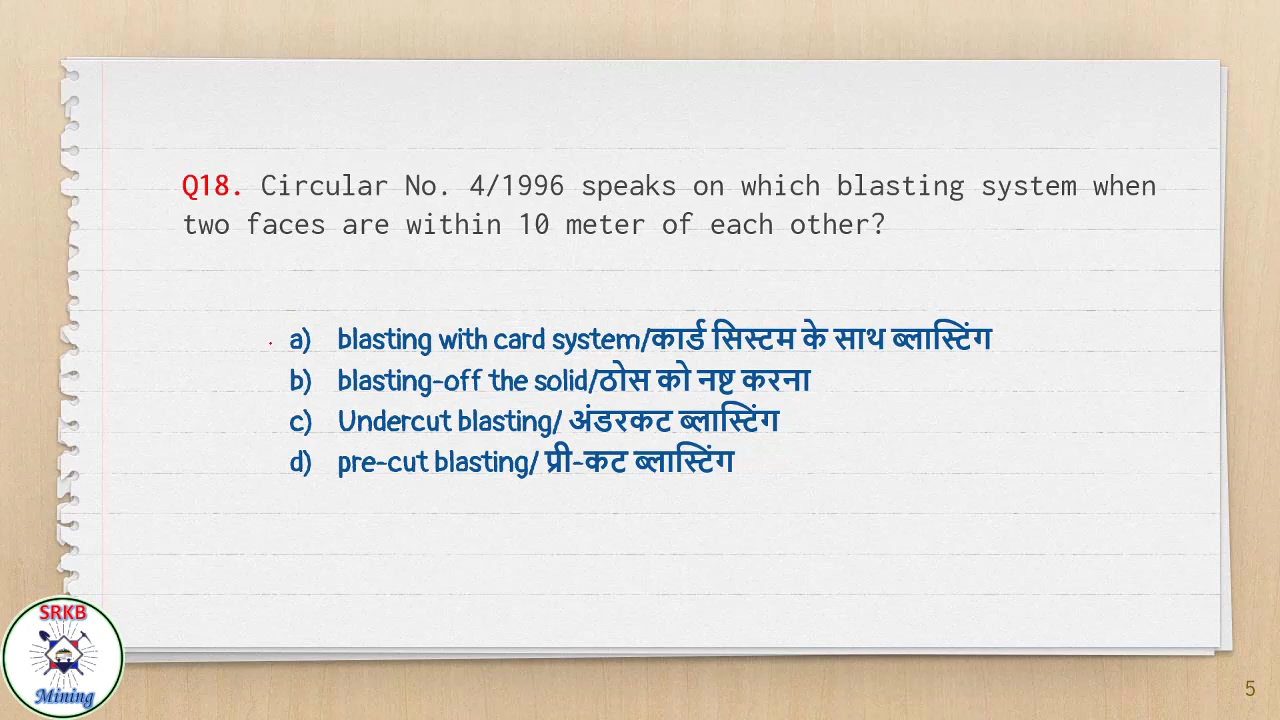 Q18. Circular No. 4/1996 speaks on which blasting system when
two faces are within 10 meter of each other?
a) blasting with card system/कार्ड सिस्टम के साथ ब्लास्टिंग
b) blasting-off the solid/ठोस को नष्ट करना
c) Undercut blasting/ अंडरकट ब्लास्टिंग
d) pre-cut blasting/ प्री-कट ब्लास्टिंग
SRKB
Mining
5